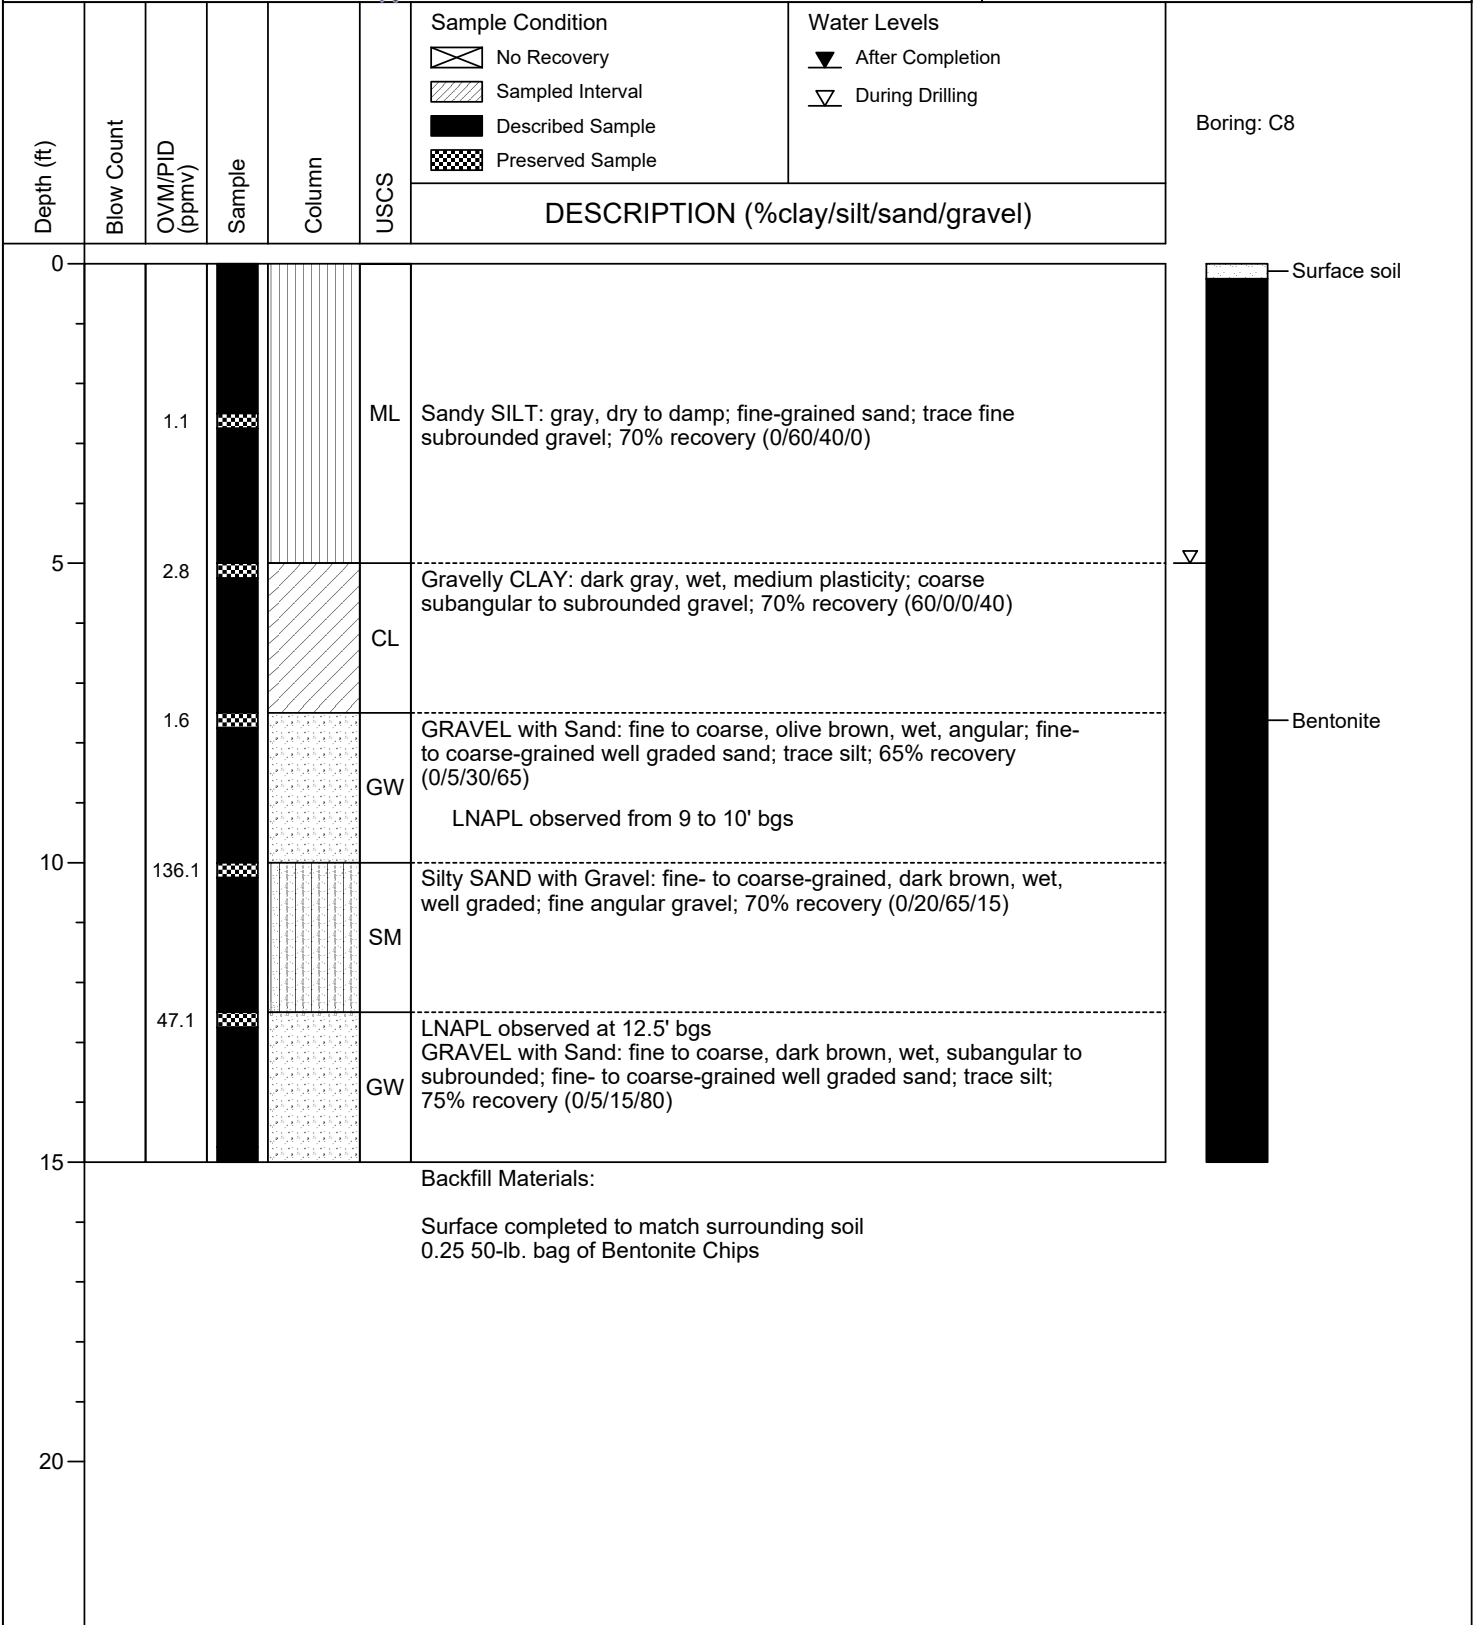 Sample Condition
No Recovery
Sampled Interval
Described Sample
Preserved Sample
Water Levels
After Completion
During Drilling
Boring: C8
Depth (ft)
Blow Count
OVM/PID
(ppmv)
Sample
Column
USCS
DESCRIPTION (%clay/silt/sand/gravel)
0
Surface soil
1.1
ML
Sandy SILT: gray, dry to damp; fine-grained sand; trace fine
subrounded gravel; 70% recovery (0/60/40/0)
5
2.8
CL
Gravelly CLAY: dark gray, wet, medium plasticity; coarse
subangular to subrounded gravel; 70% recovery (60/0/0/40)
1.6
GW
GRAVEL with Sand: fine to coarse, olive brown, wet, angular; fine-
to coarse-grained well graded sand; trace silt; 65% recovery
(0/5/30/65)
LNAPL observed from 9 to 10' bgs
Bentonite
10
136.1
SM
Silty SAND with Gravel: fine- to coarse-grained, dark brown, wet,
well graded; fine angular gravel; 70% recovery (0/20/65/15)
47.1
GW
LNAPL observed at 12.5' bgs
GRAVEL with Sand: fine to coarse, dark brown, wet, subangular to
subrounded; fine- to coarse-grained well graded sand; trace silt;
75% recovery (0/5/15/80)
15
Backfill Materials:
Surface completed to match surrounding soil
0.25 50-lb. bag of Bentonite Chips
20